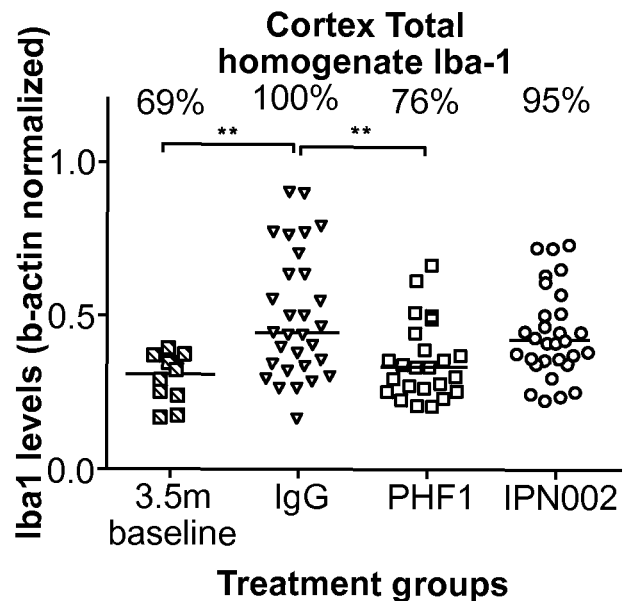 Cortex Total
homogenate Iba-1
69% 100% 76% 95%
** **
Iba1 levels (b-actin normalized)
1.0
0.5
0.0
3.5m
baseline
IgG PHF1 IPN002
Treatment groups